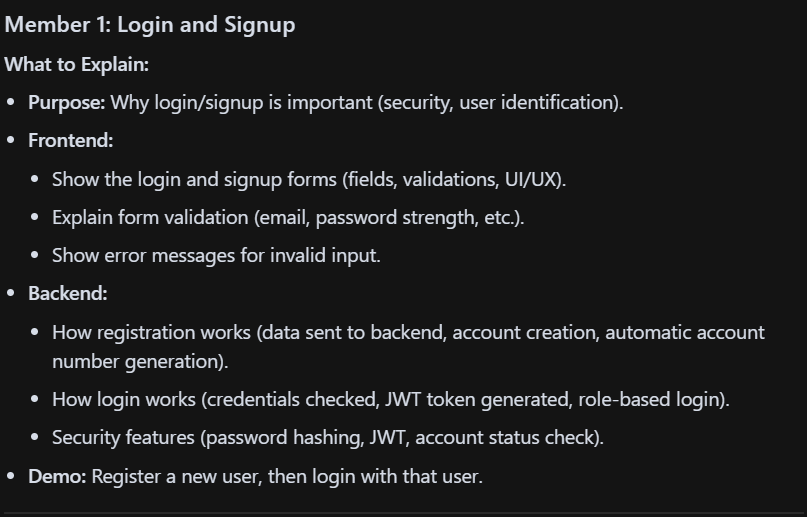 Member 1: Login and Signup
What to Explain:
• Purpose: Why login/signup is important (security, user identification).
• Frontend:
• Show the login and signup forms (fields, validations, UI/UX).
• Explain form validation (email, password strength, etc.).
• Show error messages for invalid input.
• Backend:
• How registration works (data sent to backend, account creation, automatic account
number generation).
• How login works (credentials checked, JWT token generated, role-based login).
• Security features (password hashing, JWT, account status check).
• Demo: Register a new user, then login with that user.